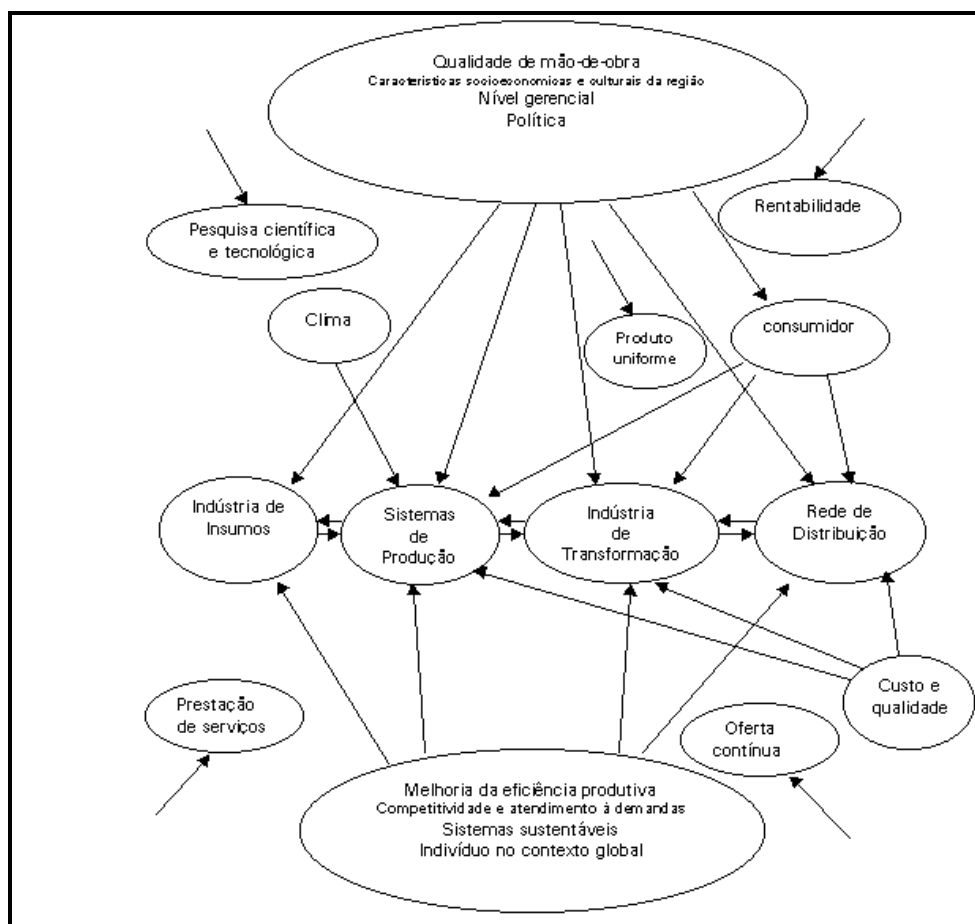 Qualidade de mão-de-obra
Caracteristicas socioeconomicas e culturais da região
Nível gerencial
Política
Rentabilidade
Pesquisa científica
e tecnológica
Clima
Produto
uniforme
consumidor
Indústria de
Insumos
Sistemas
de
Produção
Indústria
de
Transformação
Rede de
Distribuição
Prestação
de serviços
Oferta
contínua
Custo e
qualidade
Melhoria da eficiência produtiva
Competitividade e atendimento à demandas
Sistemas sustentáveis
Indivíduo no contexto global